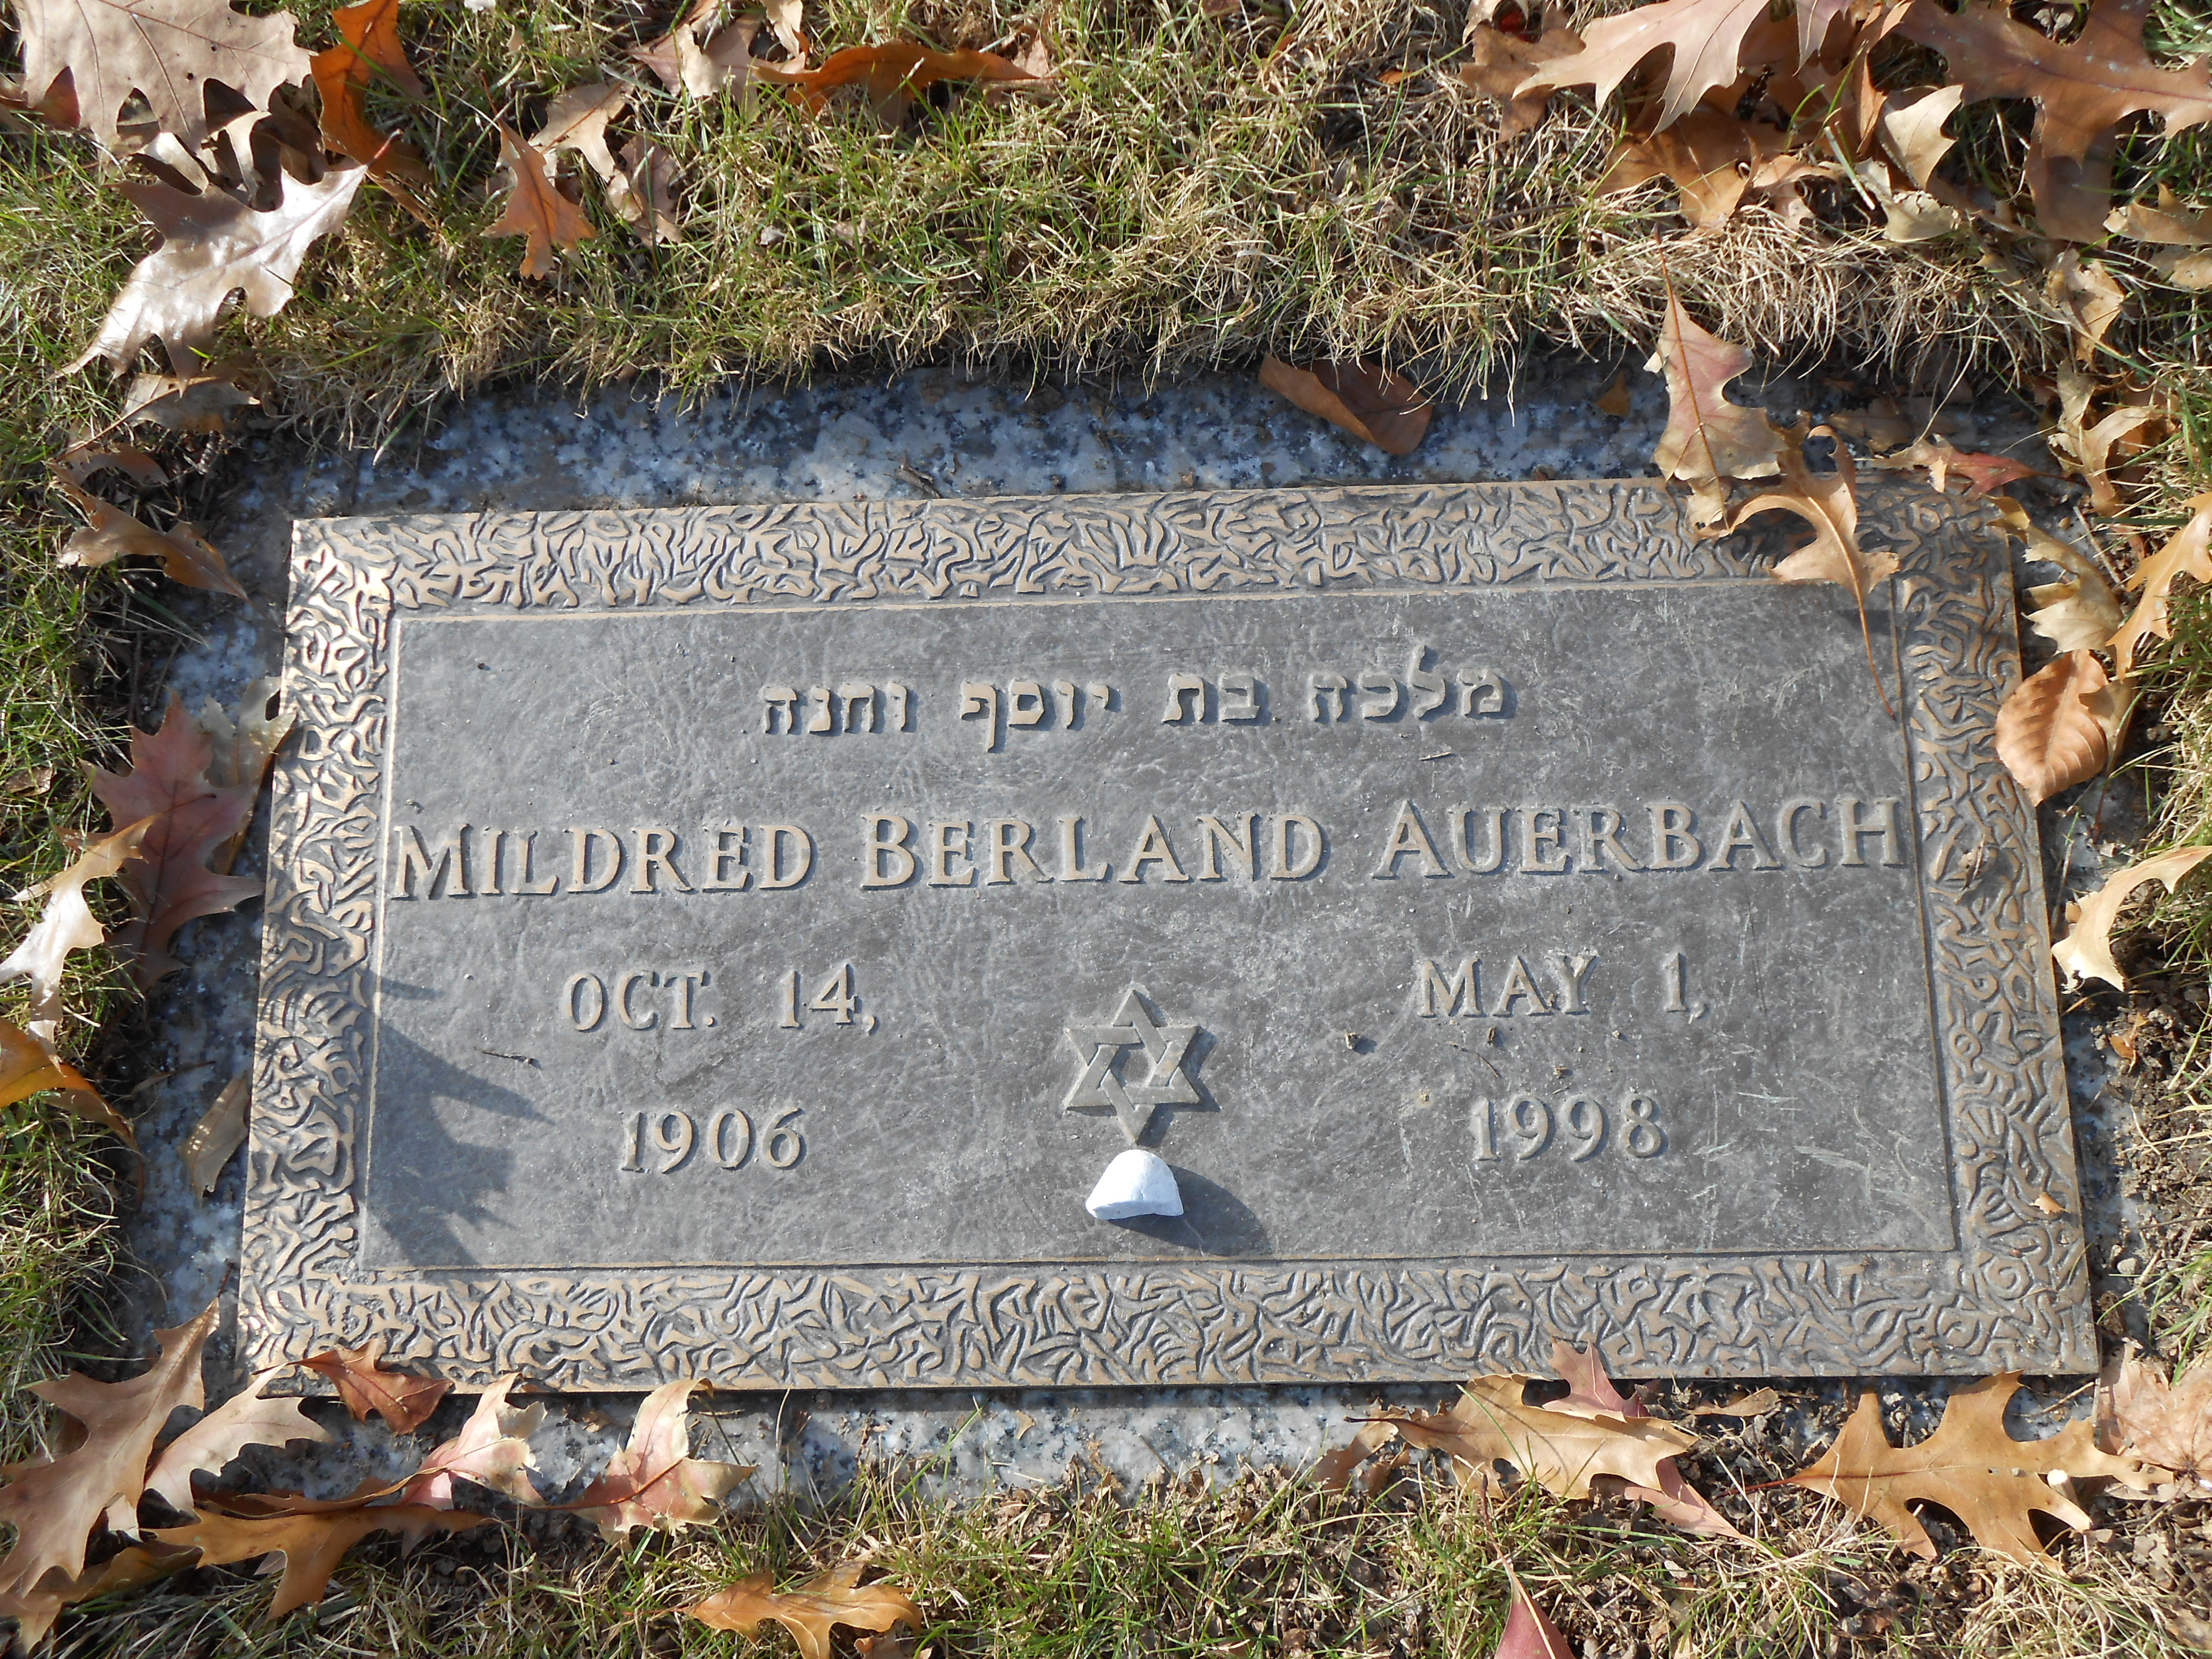 מלכה בת יוסף וחנה
MILDRED BERLAND AUERBACH
OCT. 14, MAY 1,
1906 1998